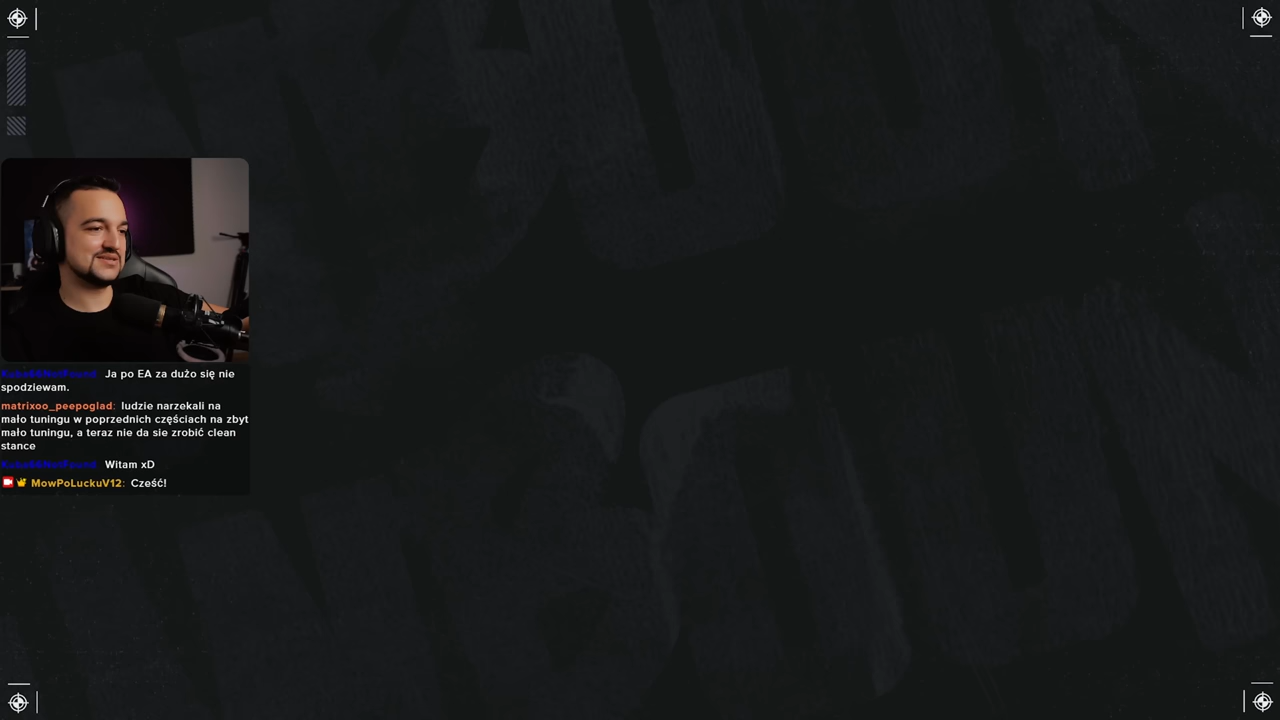 Ja po EA za dużo się nie
spodziewam.
matrixoo_peepoglad: ludzie narzekali na
mało tuningu w poprzednich częściach na zbyt
mało tuningu, a teraz nie da sie zrobić clean
stance
Witam xD
MowPoLuckuV12: Cześć!